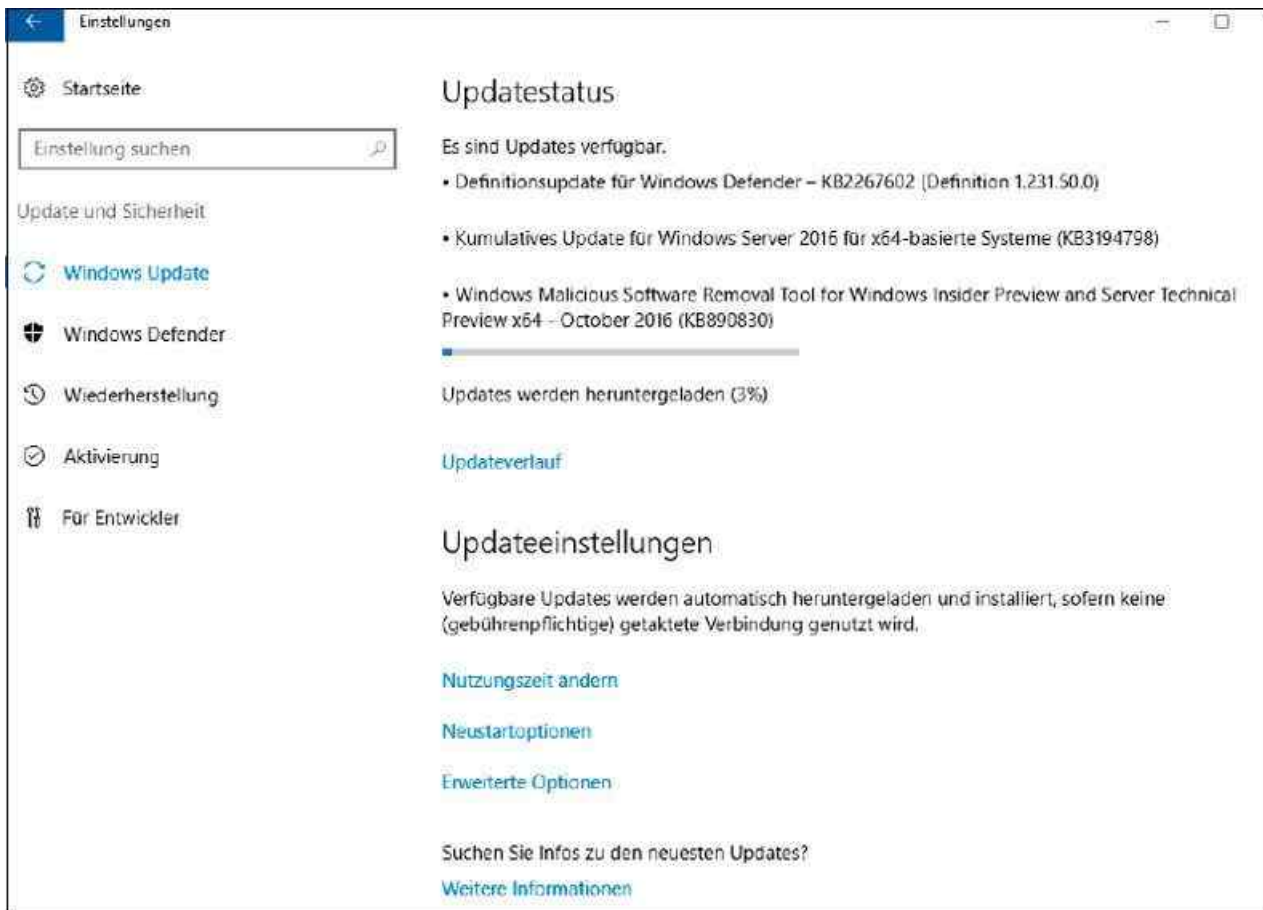 Einstellungen
Startseite
Einstellung suchen
Update und Sicherheit
Windows Update
Windows Defender
Wiederherstellung
Aktivierung
Für Entwickler
Updatestatus
Es sind Updates verfügbar.
• Definitionsupdate für Windows Defender – KB2267602 (Definition 1.231.50.0)
• Kumulatives Update für Windows Server 2016 für x64-basierte Systeme (KB3194798)
• Windows Malicious Software Removal Tool for Windows Insider Preview and Server Technical
Preview x64 - October 2016 (KB890830)
Updates werden heruntergeladen (3%)
Updateverlauf
Updateeinstellungen
Verfügbare Updates werden automatisch heruntergeladen und installiert, sofern keine
(gebührenpflichtige) getaktete Verbindung genutzt wird.
Nutzungszeit ändern
Neustartoptionen
Erweiterte Optionen
Suchen Sie Infos zu den neuesten Updates?
Weitere Informationen